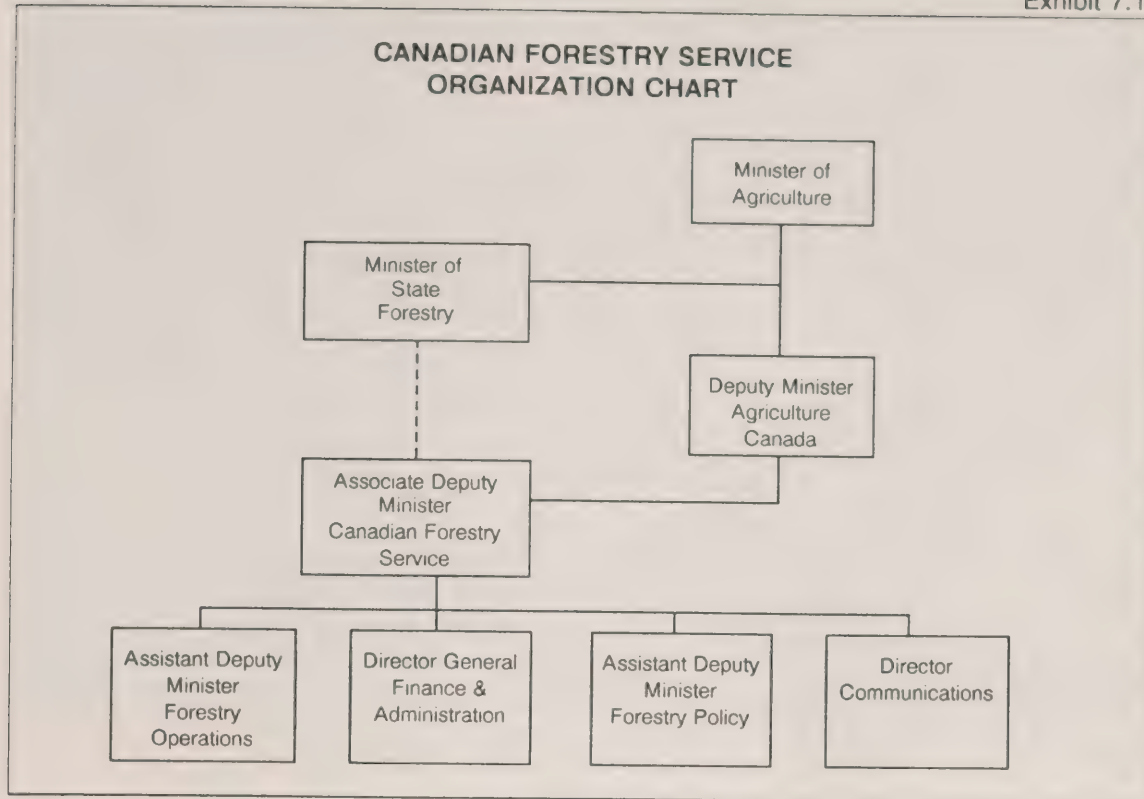 Exhibit 7.1
CANADIAN FORESTRY SERVICE
ORGANIZATION CHART
Minister of
Agriculture
Minister of
State
Forestry
Deputy Minister
Agriculture
Canada
Associate Deputy
Minister
Canadian Forestry
Service
Assistant Deputy
Minister
Forestry
Operations
Director General
Finance &
Administration
Assistant Deputy
Minister
Forestry Policy
Director
Communications